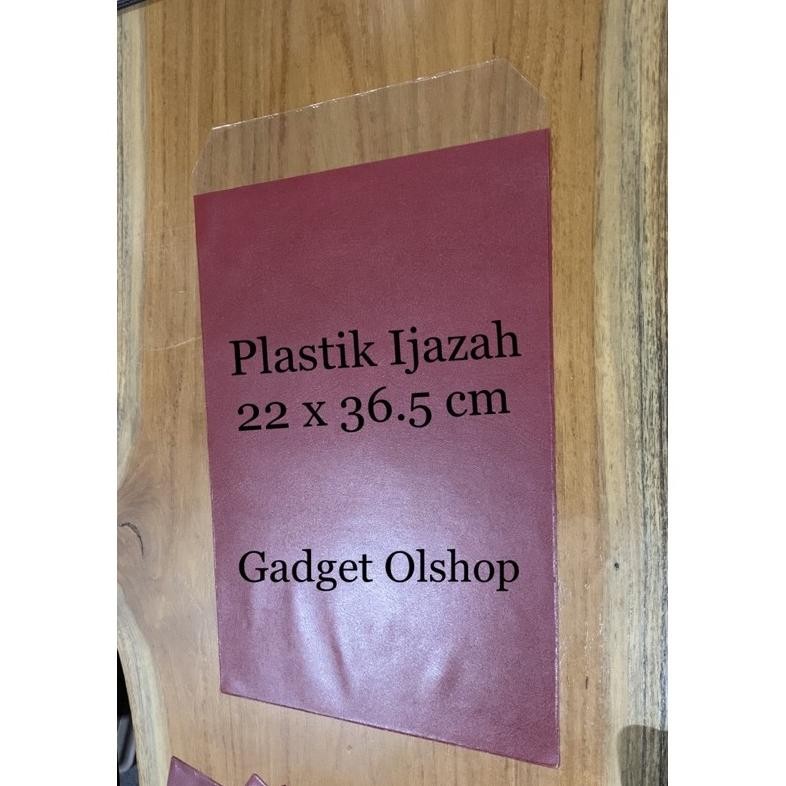 Plastik Ijazah
22 x 36.5 cm
Gadget Olshop